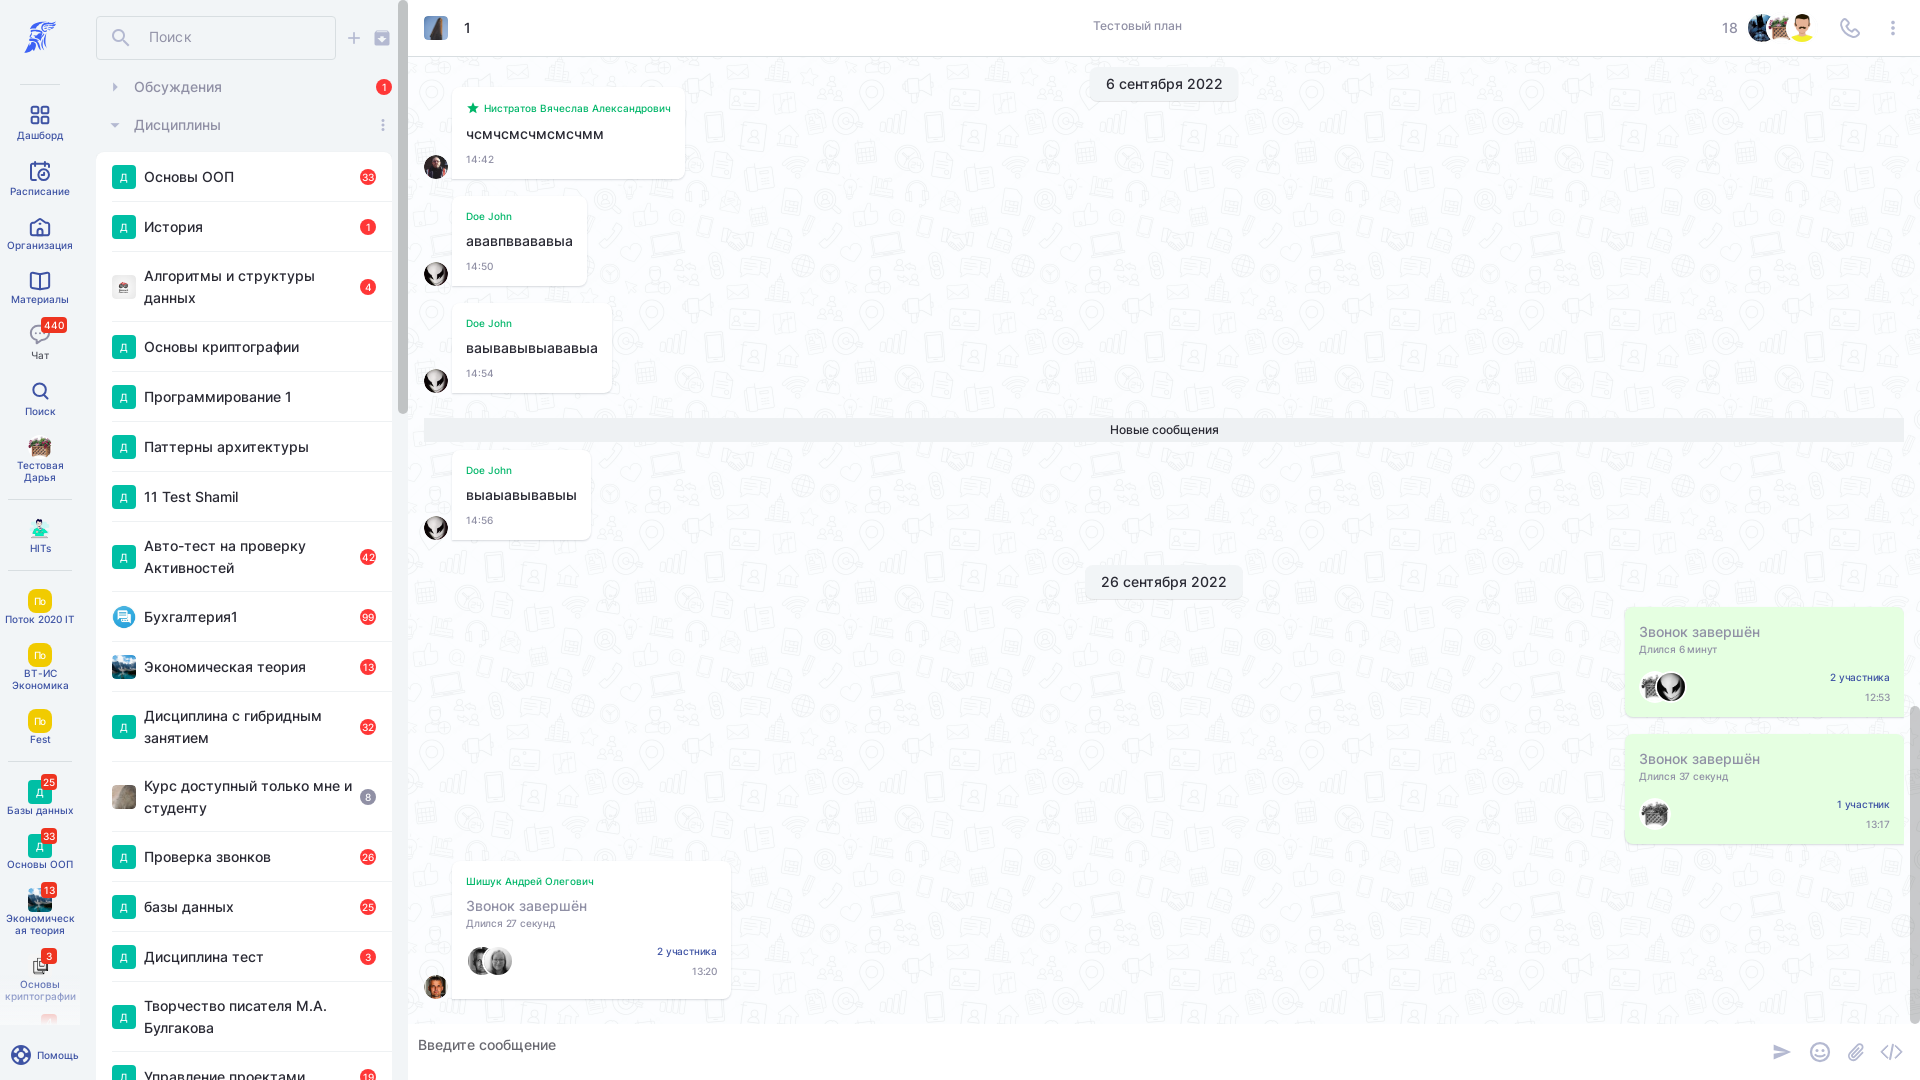 Дашборд
Расписание
Организация
Материалы
440
Чат
Поиск
Тестовая
Дарья
HITs
По
Поток 2020 IT
По
ВТ-ИС
Экономика
По
Fest
25
Д
Базы данных
33
Д
Основы ООП
13
Экономическ
ая теория
3
Основы
криптографии
Помощь
Поиск
Обсуждения
1
Дисциплины
Д
Основы ООП
33
Д
История
1
Алгоритмы и структуры
данных
4
Д
Основы криптографии
Д
Программирование 1
Д
Паттерны архитектуры
Д
11 Test Shamil
Д
Авто-тест на проверку
Активностей
42
Бухгалтерия1
99
Экономическая теория
13
Д
Дисциплина с гибридным
занятием
32
Курс доступный только мне и
студенту
8
Д
Проверка звонков
26
Д
базы данных
25
Д
Дисциплина тест
3
Д
Творчество писателя М.А.
Булгакова
Д
Управление проектами
19
1
Тестовый план
18
6 сентября 2022
Нистратов Вячеслав Александрович
чсмчсмсчмсмсчмм
14:42
Doe John
ававпввававыа
14:50
Doe John
ваывавывыававыа
14:54
Новые сообщения
Doe John
выаыавывавыы
14:56
26 сентября 2022
Звонок завершён
Длился 6 минут
2 участника
12:53
Звонок завершён
Длился 37 секунд
1 участник
13:17
Шишук Андрей Олегович
Звонок завершён
Длился 27 секунд
2 участника
13:20
Введите сообщение